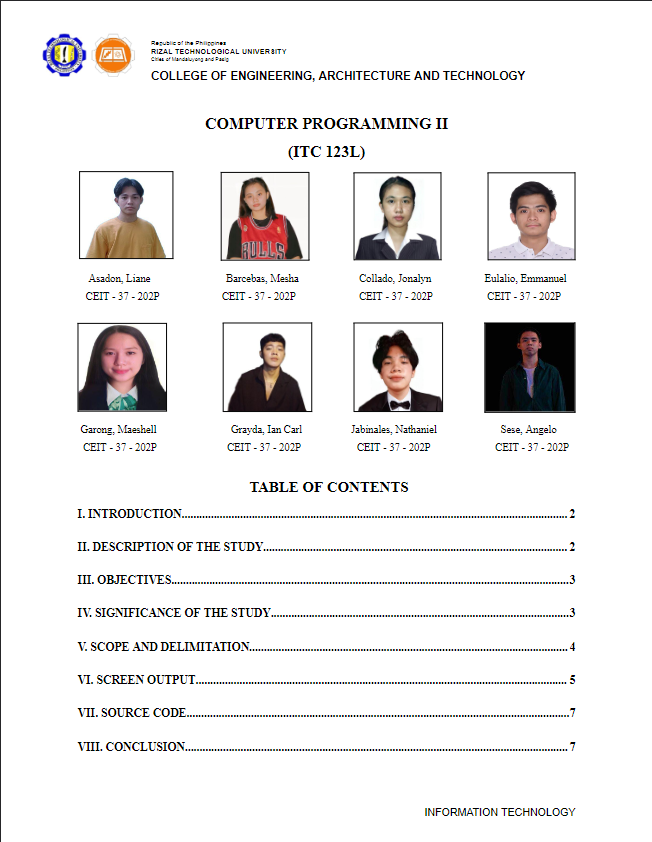 Republic of the Philippines
RIZAL TECHNOLOGICAL UNIVERSITY
Cities of Mandaluyong and Pasig
COLLEGE OF ENGINEERING, ARCHITECTURE AND TECHNOLOGY
COMPUTER PROGRAMMING II
(ITC 123L)
BULLS
Asadon, Liane Barcebas, Mesha Collado, Jonalyn Eulalio, Emmanuel
CEIT - 37 - 202P CEIT - 37 - 202P CEIT - 37 - 202P CEIT - 37 - 202P
Garong, Maeshell Grayda, Ian Carl Jabinales, Nathaniel Sese, Angelo
CEIT - 37 - 202P CEIT - 37 - 202P CEIT - 37 - 202P CEIT - 37 - 202P
TABLE OF CONTENTS
I. INTRODUCTION........ 2
II. DESCRIPTION OF THE STUDY........ 2
III. OBJECTIVES........3
IV. SIGNIFICANCE OF THE STUDY........3
V. SCOPE AND DELIMITATION........ 4
VI. SCREEN OUTPUT........ 5
VII. SOURCE CODE........7
VIII. CONCLUSION........ 7
INFORMATION TECHNOLOGY